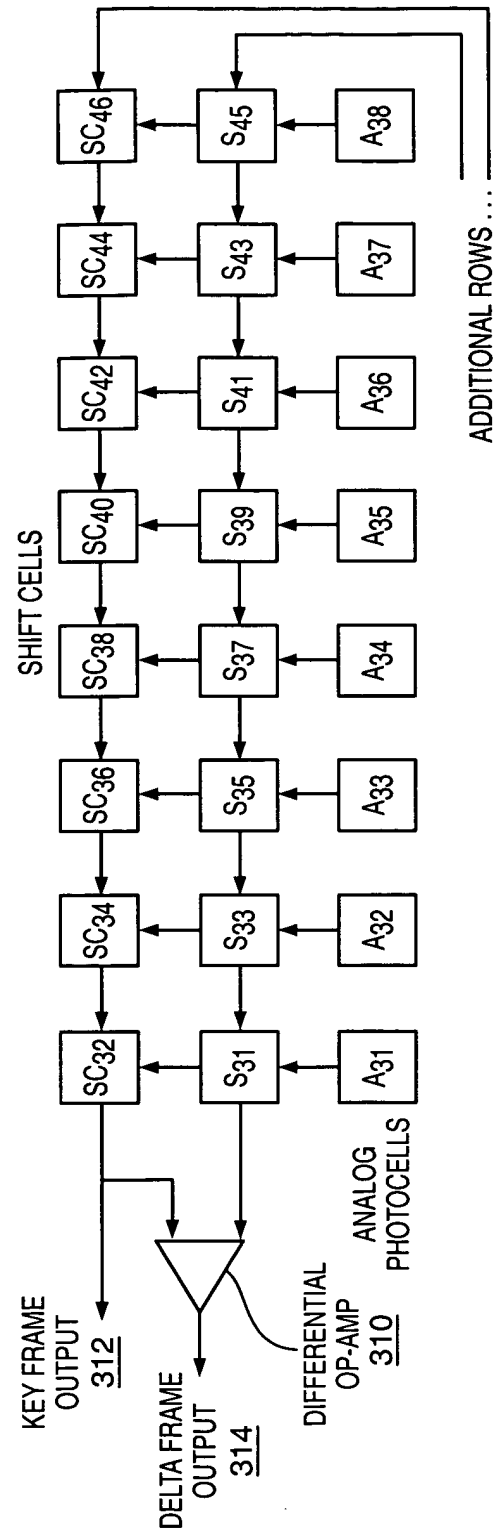 SHIFT CELLS
SC32 SC34 SC36 SC38 SC40 SC42 SC44 SC46
S31 S33 S35 S37 S39 S41 S43 S45
A31 A32 A33 A34 A35 A36 A37 A38
KEY FRAME
OUTPUT
312
DELTA FRAME
OUTPUT
314
DIFFERENTIAL
OP-AMP
310
ANALOG
PHOTOCELLS
ADDITIONAL ROWS ...